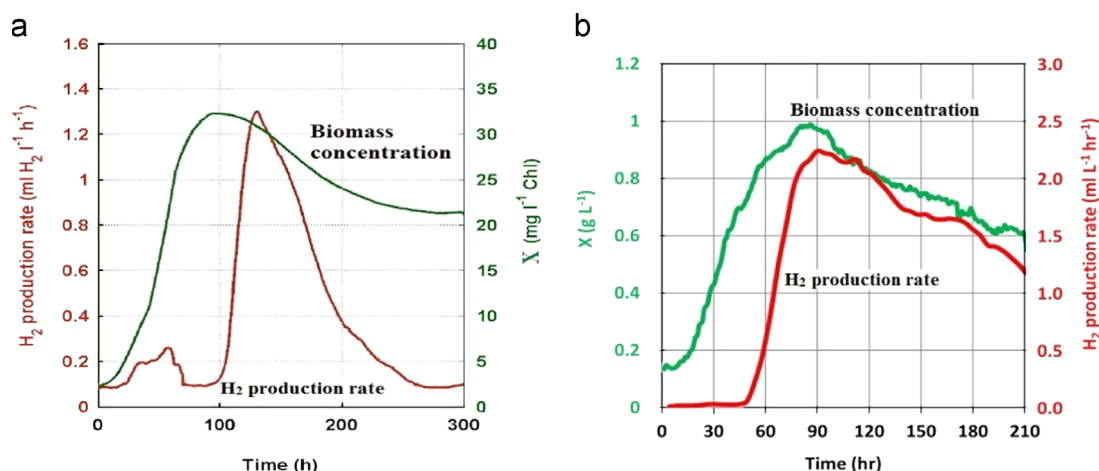 a
1.6
1.4
1.2
1
0.8
0.6
0.4
0.2
0
H₂ production rate (ml H₂ l⁻¹ h⁻¹)
Biomass
concentration
H₂ production rate
40
35
30
25
20
15
10
5
0
X (mg l⁻¹ Chl)
0 100 200 300
Time (h)
b
1.2
1
0.8
0.6
0.4
0.2
0
X (g L⁻¹)
Biomass concentration
H₂ production rate
3.0
2.5
2.0
1.5
1.0
0.5
0.0
H₂ production rate (ml L⁻¹ hr⁻¹)
0 30 60 90 120 150 180 210
Time (hr)